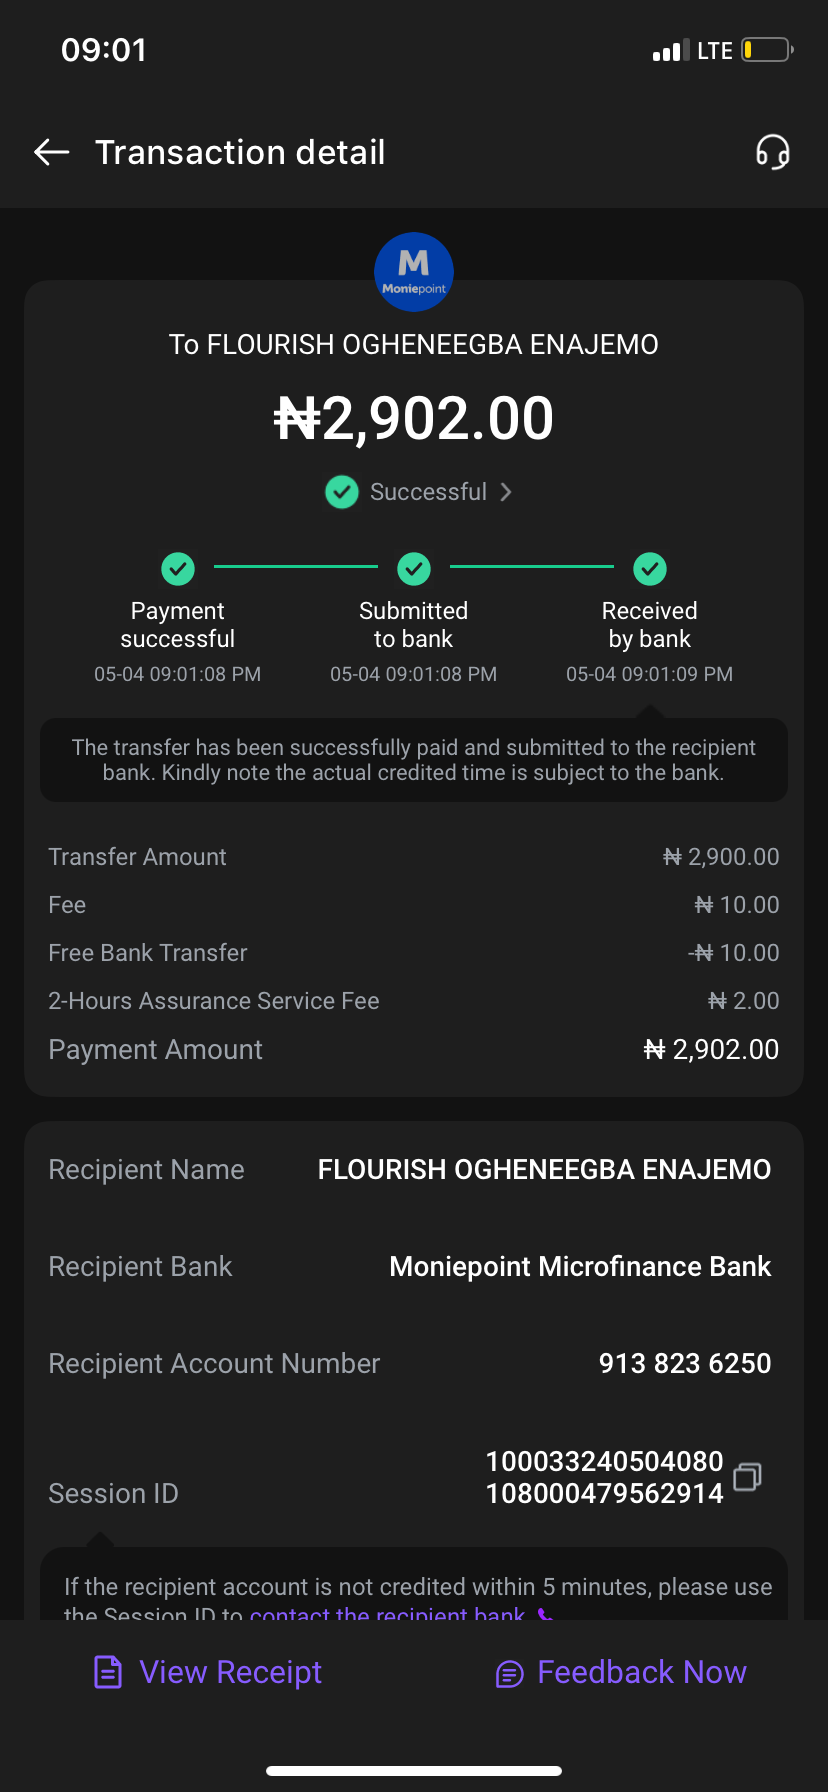 09:01
LTE
Transaction detail
M
Moniepoint
To FLOURISH OGHENEEGBA ENAJEMO
₦2,902.00
Successful
Payment successful
Submitted to bank
Received by bank
05-04 09:01:08 PM
05-04 09:01:08 PM
05-04 09:01:09 PM
The transfer has been successfully paid and submitted to the recipient
bank. Kindly note the actual credited time is subject to the bank.
Transfer Amount ₦ 2,900.00
Fee ₦ 10.00
Free Bank Transfer -₦ 10.00
2-Hours Assurance Service Fee ₦ 2.00
Payment Amount ₦ 2,902.00
Recipient Name FLOURISH OGHENEEGBA ENAJEMO
Recipient Bank Moniepoint Microfinance Bank
Recipient Account Number 913 823 6250
Session ID 100033240504080
108000479562914
If the recipient account is not credited within 5 minutes, please use
the Session ID to contact the recipient bank
View Receipt
Feedback Now